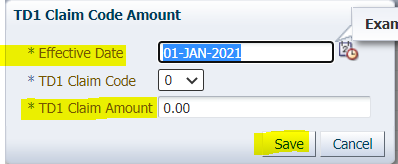 TD1 Claim Code Amount
Exam
* Effective Date 01-JAN-2021
* TD1 Claim Code 0
* TD1 Claim Amount 0.00
Save Cancel